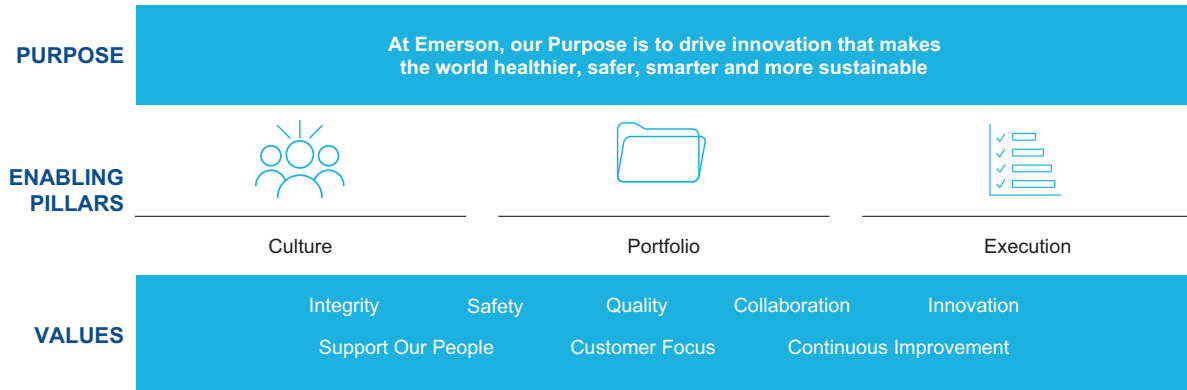 PURPOSE
At Emerson, our Purpose is to drive innovation that makes
the world healthier, safer, smarter and more sustainable
ENABLING
PILLARS
Culture
Portfolio
Execution
VALUES
Integrity
Safety
Quality
Collaboration
Innovation
Support Our People
Customer Focus
Continuous Improvement